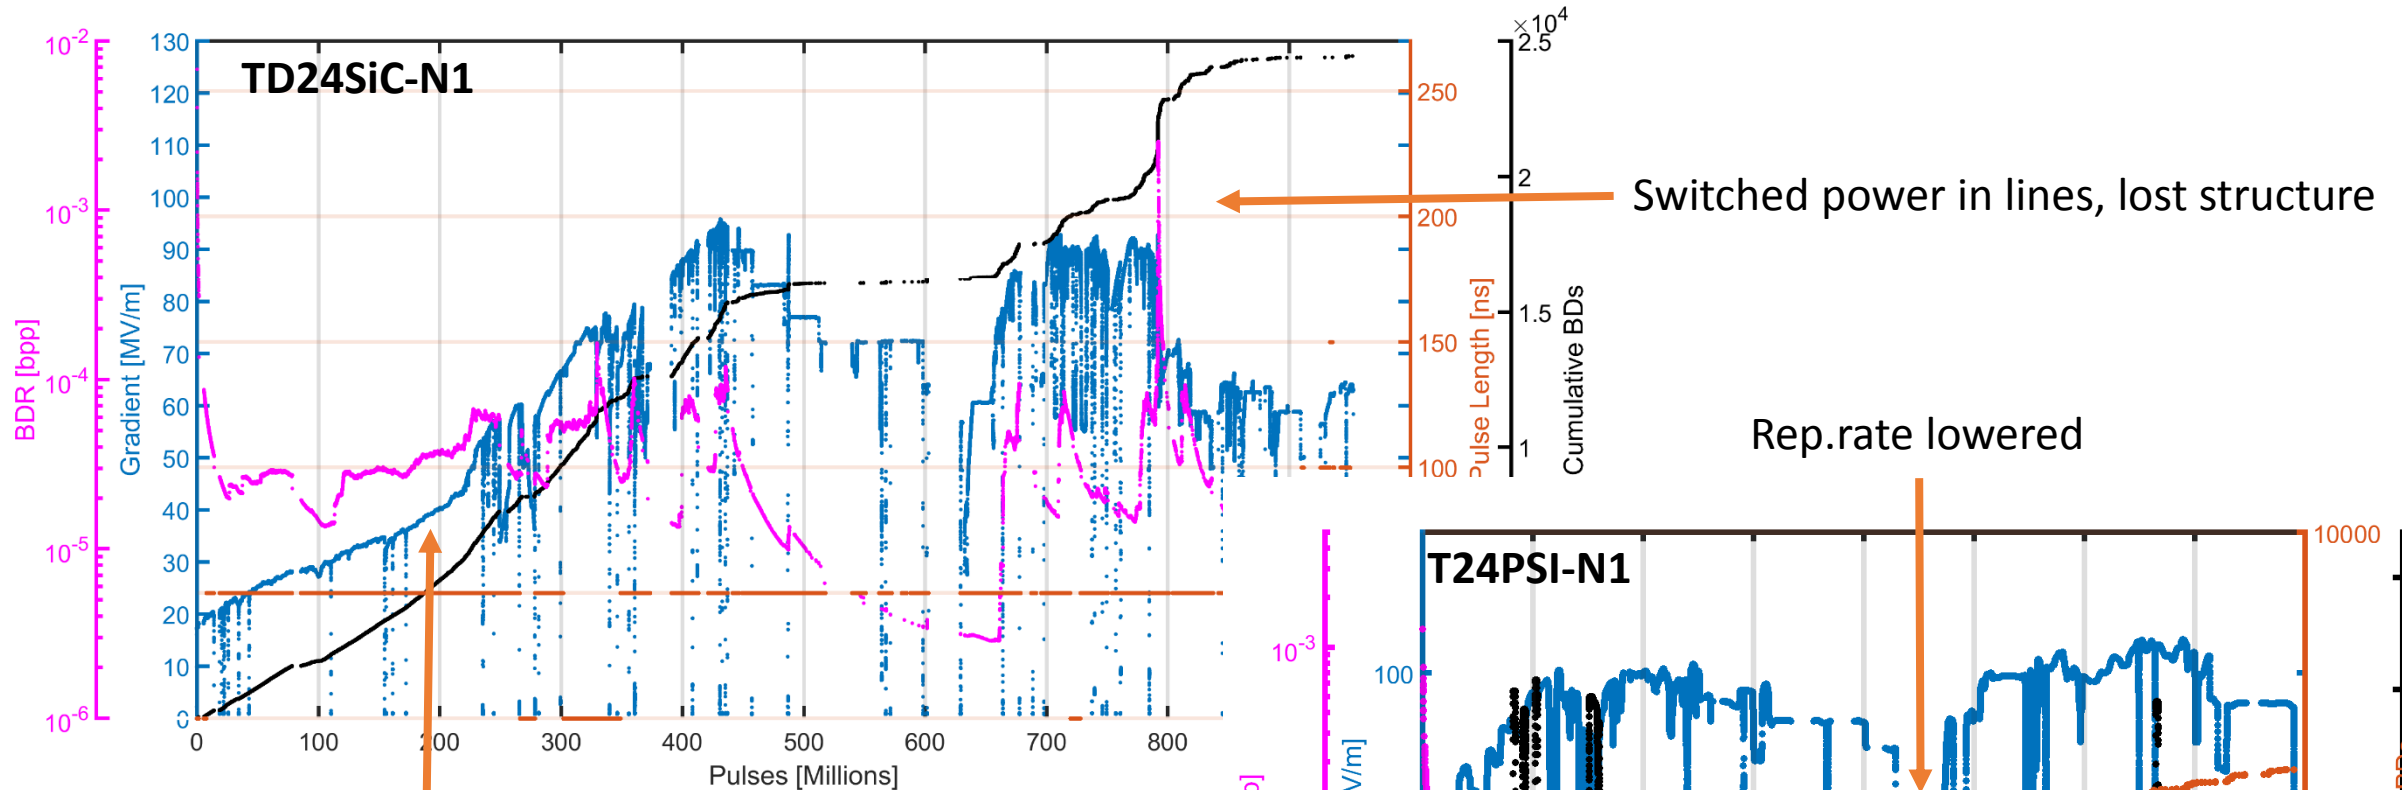 TD24SiC-N1
×10⁴
10⁻²
10⁻³
10⁻⁴
10⁻⁵
10⁻⁶
BDR [bpp]
130
120
110
100
90
80
70
60
50
40
30
20
10
0
Gradient [MV/m]
250
200
150
100
Pulse Length [ns]
2.5
2
1.5
1
Cumulative BDs
0 100 200 300 400 500 600 700 800
Pulses [Millions]
Switched power in lines, lost structure
Rep.rate lowered
T24PSI-N1
10000
10⁻³
100
V/m]